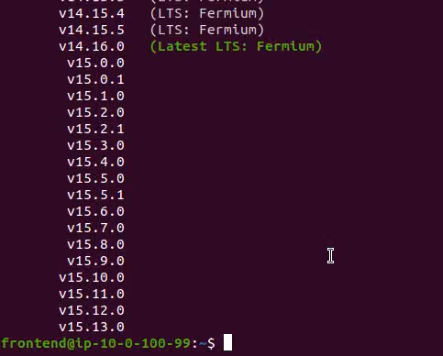 v14.15.4 (LTS: Fermium)
v14.15.5 (LTS: Fermium)
v14.16.0 (Latest LTS: Fermium)
v15.0.0
v15.0.1
v15.1.0
v15.2.0
v15.2.1
v15.3.0
v15.4.0
v15.5.0
v15.5.1
v15.6.0
v15.7.0
v15.8.0
v15.9.0
v15.10.0
v15.11.0
v15.12.0
v15.13.0
frontend@ip-10-0-100-99:~$